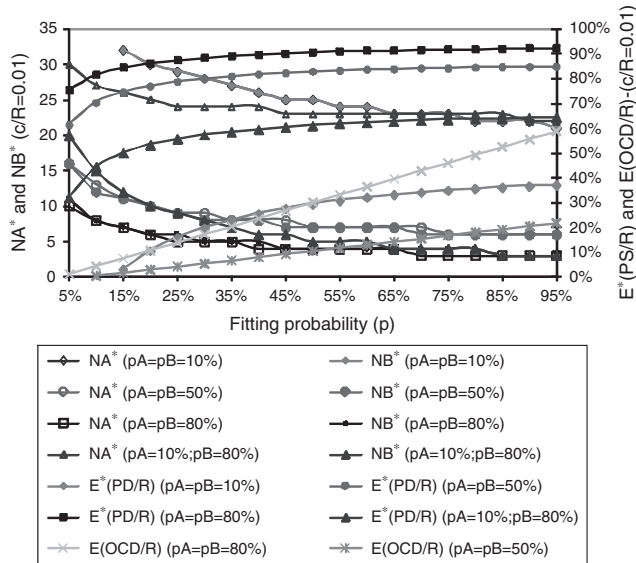 35
30
25
20
15
10
5
0
NA* and NB* (c/R=0.01)
100%
90%
80%
70%
60%
50%
40%
30%
20%
10%
0%
E*(PS/R) and E(OCD/R)-(c/R=0.01)
5% 15% 25% 35% 45% 55% 65% 75% 85% 95%
Fitting probability (p)
NA* (pA=pB=10%) NB* (pA=pB=10%)
NA* (pA=pB=50%) NB* (pA=pB=50%)
NA* (pA=pB=80%) NB* (pA=pB=80%)
NA* (pA=10%;pB=80%) NB* (pA=10%;pB=80%)
E*(PD/R) (pA=pB=10%) E*(PD/R) (pA=pB=50%)
E*(PD/R) (pA=pB=80%) E*(PD/R) (pA=10%;pB=80%)
E(OCD/R) (pA=pB=80%) E(OCD/R) (pA=pB=50%)